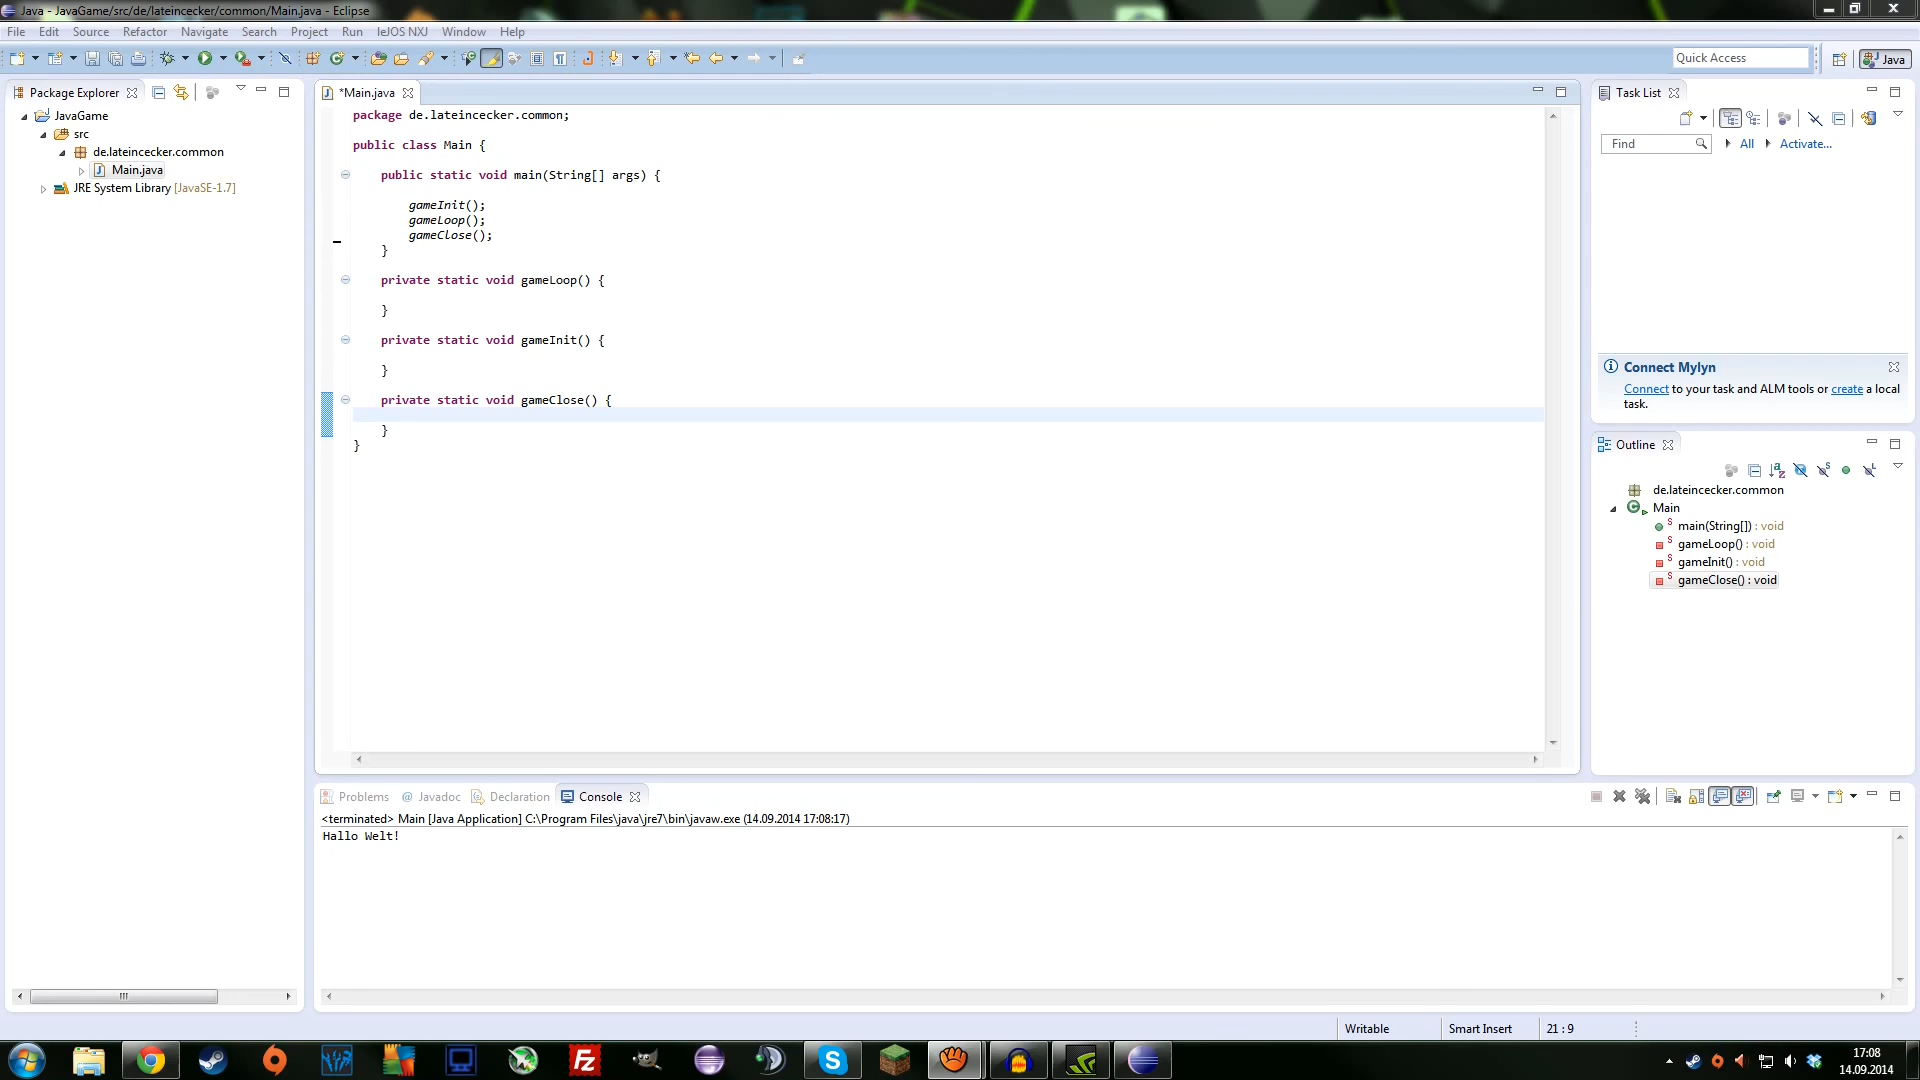 Java - JavaGame/src/de/lateincecker/common/Main.java - Eclipse
File Edit Source Refactor Navigate Search Project Run leJOS NXJ Window Help
Quick Access
Java
Package Explorer
JavaGame
src
de.lateincecker.common
Main.java
JRE System Library [JavaSE-1.7]
*Main.java
package de.lateincecker.common;
public class Main {
public static void main(String[] args) {
gameInit();
gameLoop();
gameClose();
}
private static void gameLoop() {
}
private static void gameInit() {
}
private static void gameClose() {
}
}
Task List
Find
All
Activate...
Connect Mylyn
Connect to your task and ALM tools or create a local
task.
Outline
de.lateincecker.common
Main
main(String[]) : void
gameLoop() : void
gameInit() : void
gameClose() : void
Problems @ Javadoc Declaration Console
<terminated> Main [Java Application] C:\Program Files\java\jre7\bin\javaw.exe (14.09.2014 17:08:17)
Hallo Welt!
Writable
Smart Insert
21 : 9
17:08
14.09.2014